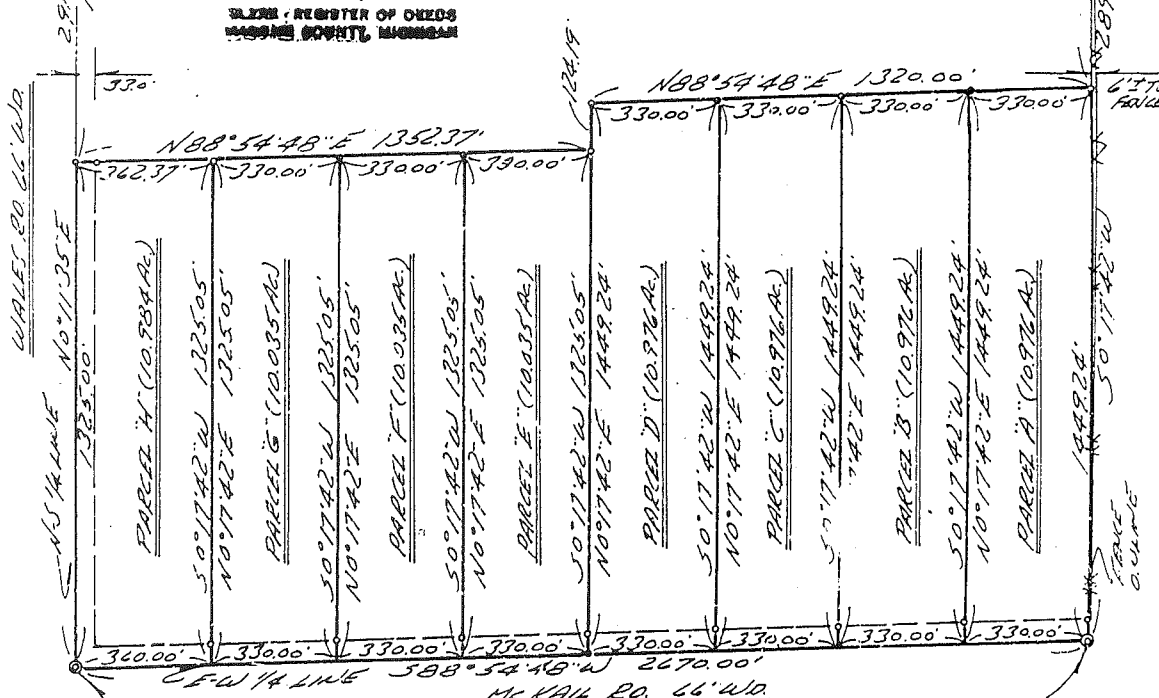 REGISTER OF DEEDS
COUNTY, MICHIGAN
33.0'
124.19
N88°54'48"E 1320.00'
330.00' 330.00' 330.00' 330.00'
6'± TO
FENCE
N88°54'48"E 1352.37'
362.37' 330.00' 330.00' 330.00'
WALES RD. 66' WD.
N0°11'35"E
1325.00'
N-S 1/4 LINE
PARCEL "H" (10.984 Ac.)
S0°17'42"W 1325.05'
N0°17'42"E 1325.05'
PARCEL "G" (10.035 Ac.)
S0°17'42"W 1325.05'
N0°17'42"E 1325.05'
PARCEL "F" (10.035 Ac.)
S0°17'42"W 1325.05'
N0°17'42"E 1325.05'
PARCEL "E" (10.035 Ac.)
S0°17'42"W 1325.05'
N0°17'42"E 1449.24'
PARCEL "D" (10.976 Ac.)
S0°17'42"W 1449.24'
N0°17'42"E 1449.24'
PARCEL "C" (10.976 Ac.)
S0°17'42"W 1449.24'
'42"E 1449.24'
PARCEL "B" (10.976 Ac.)
S0°17'42"W 1449.24'
N0°17'42"E 1449.24'
PARCEL "A" (10.976 Ac.)
1449.24'
S0°17'42"W
FENCE
O.N LINE
360.00' 330.00' 330.00' 330.00' 330.00' 330.00' 330.00' 330.00'
E-W 1/4 LINE S88°54'48"W 2670.00'
McKAIL RD. 66' WD.